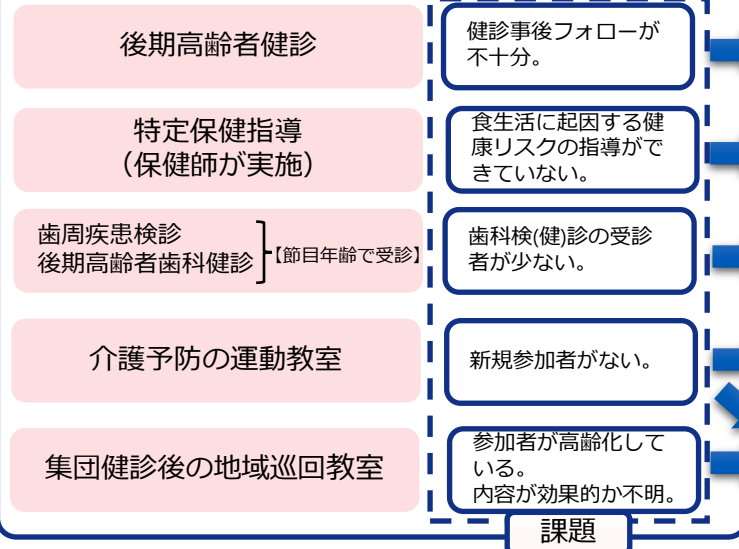 後期高齢者健診
健診事後フォローが
不十分。
特定保健指導
（保健師が実施）
食生活に起因する健
康リスクの指導がで
きていない。
歯周疾患検診
後期高齢者歯科健診
【節目年齢で受診】
歯科検(健)診の受診
者が少ない。
介護予防の運動教室
新規参加者がない。
集団健診後の地域巡回教室
参加者が高齢化して
いる。
内容が効果的か不明。
課題